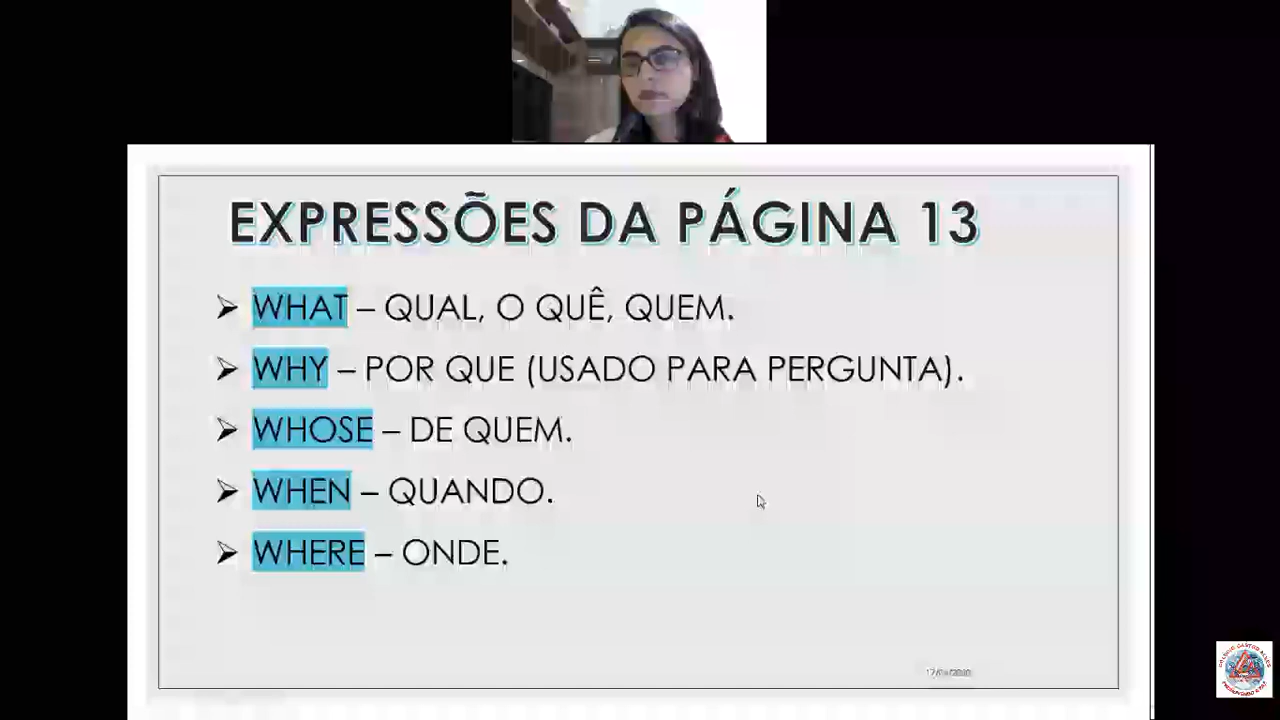 EXPRESSÕES DA PÁGINA 13
➢ WHAT – QUAL, O QUÊ, QUEM.
➢ WHY – POR QUE (USADO PARA PERGUNTA).
➢ WHOSE – DE QUEM.
➢ WHEN – QUANDO.
➢ WHERE – ONDE.